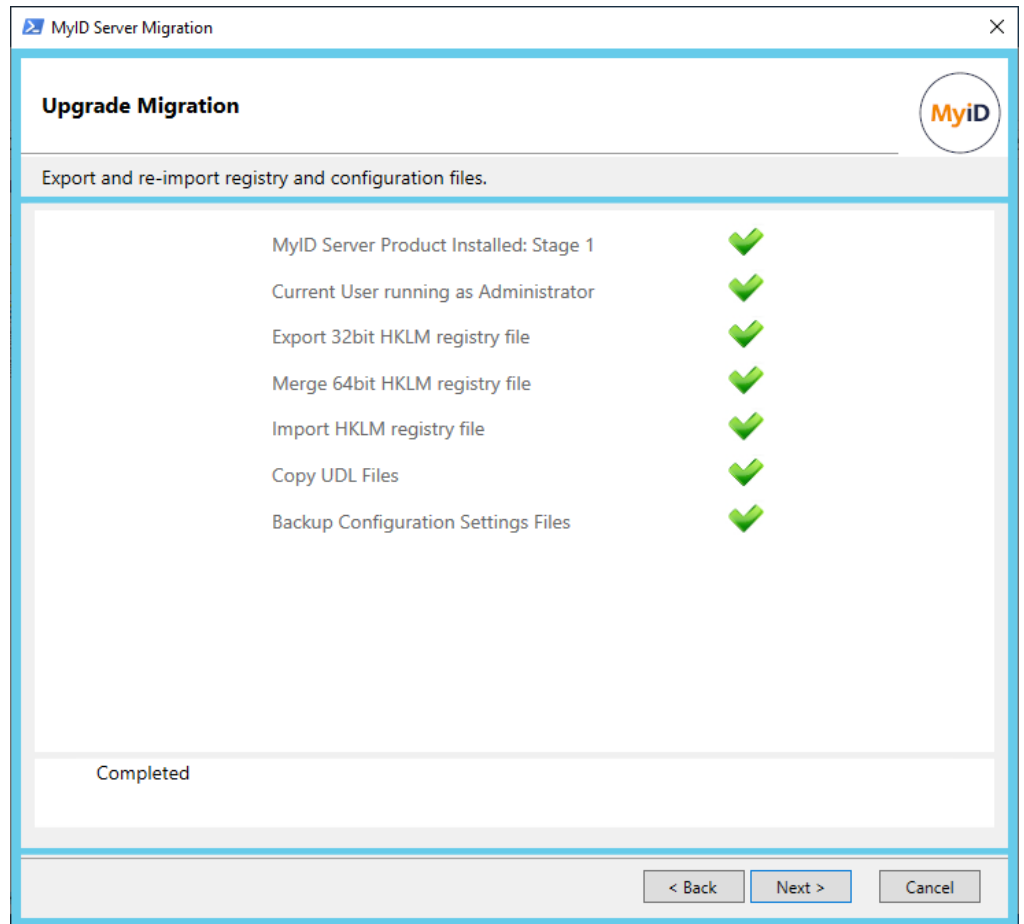 MyID Server Migration
Upgrade Migration
MyiD
Export and re-import registry and configuration files.
MyID Server Product Installed: Stage 1
Current User running as Administrator
Export 32bit HKLM registry file
Merge 64bit HKLM registry file
Import HKLM registry file
Copy UDL Files
Backup Configuration Settings Files
Completed
< Back Next > Cancel